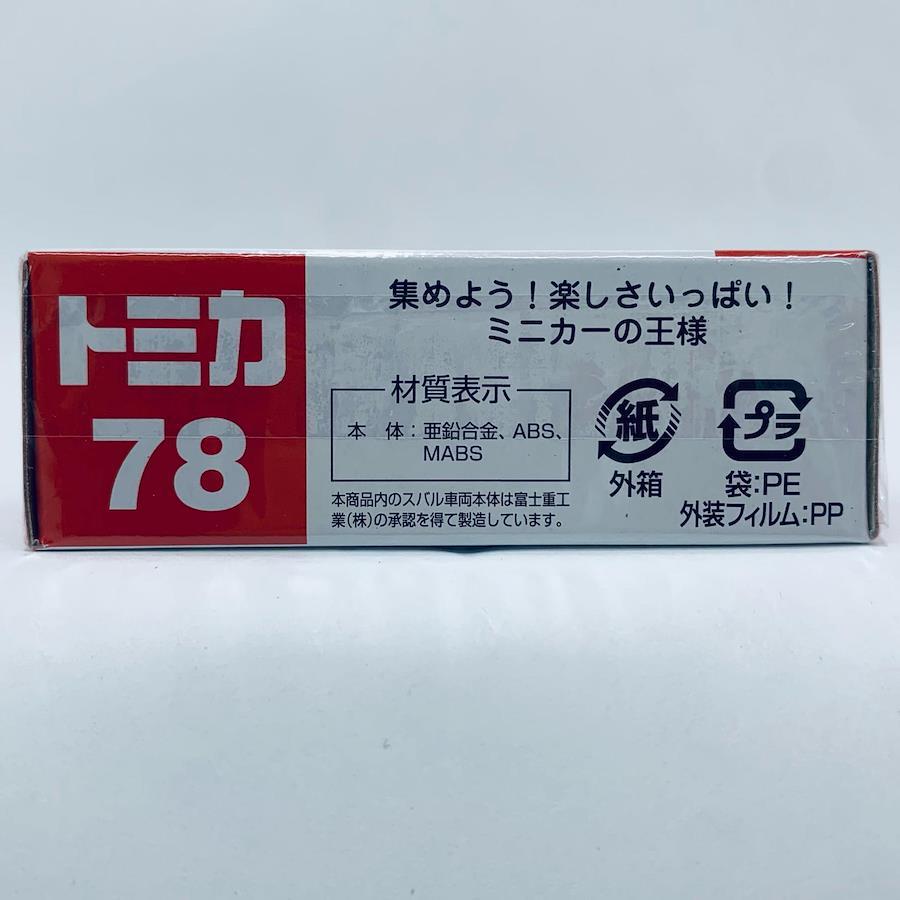 トミカ
78
集めよう!楽しさいっぱい!
ミニカーの王様
材質表示
本 体:亜鉛合金、ABS、
MABS
本商品内のスバル車両本体は富士重工
業(株)の承認を得て製造しています。
紙
外箱
プラ
袋:PE
外装フィルム:PP